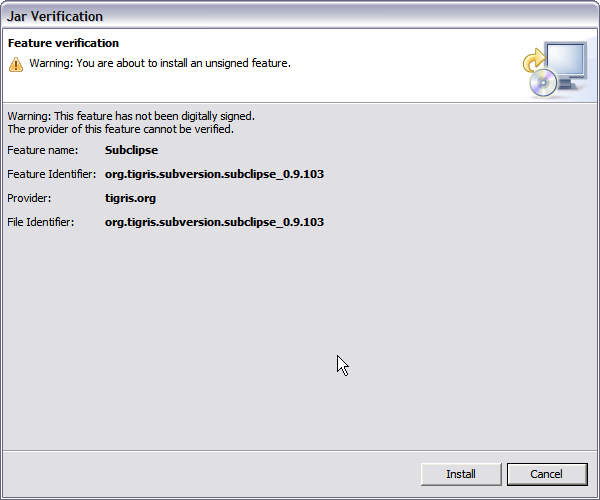 Jar Verification
Feature verification
Warning: You are about to install an unsigned feature.
Warning: This feature has not been digitally signed.
The provider of this feature cannot be verified.
Feature name: Subclipse
Feature Identifier: org.tigris.subversion.subclipse_0.9.103
Provider: tigris.org
File Identifier: org.tigris.subversion.subclipse_0.9.103
Install Cancel